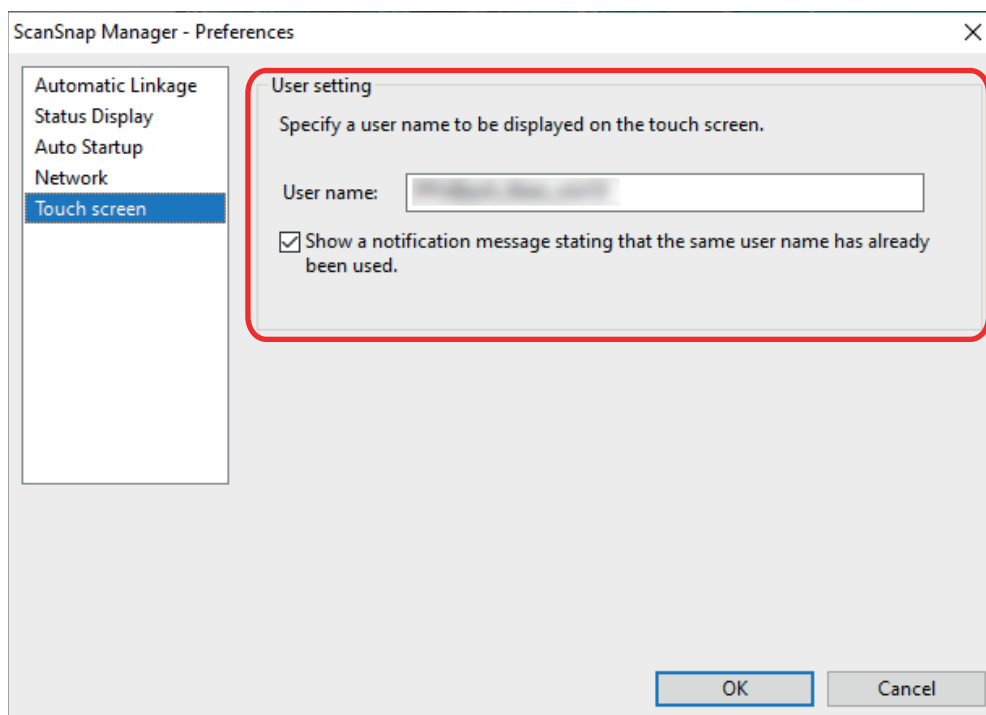 ScanSnap Manager - Preferences
Automatic Linkage
Status Display
Auto Startup
Network
Touch screen
User setting
Specify a user name to be displayed on the touch screen.
User name:
Show a notification message stating that the same user name has already
been used.
OK
Cancel